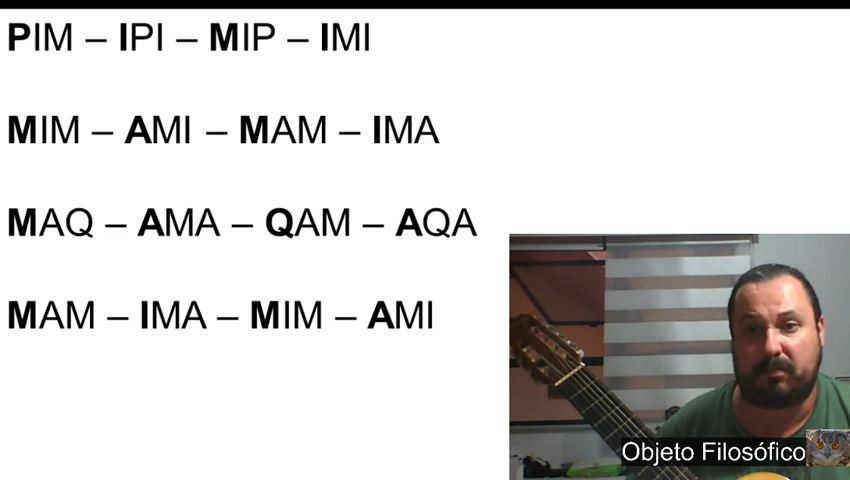 PIM – IPI – MIP – IMI
MIM – AMI – MAM – IMA
MAQ – AMA – QAM – AQA
MAM – IMA – MIM – AMI
Objeto Filosófico